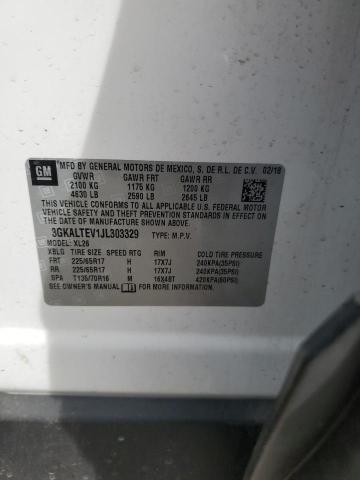 GM
MFD BY GENERAL MOTORS DE MEXICO, S. DE R.L. DE C.V. 02/18
GVWR GAWR FRT GAWR RR
2100 KG 1175 KG 1200 KG
4630 LB 2590 LB 2645 LB
THIS VEHICLE CONFORMS TO ALL APPLICABLE U.S. FEDERAL
MOTOR VEHICLE SAFETY, BUMPER, AND THEFT PREVENTION STANDARDS
IN EFFECT ON THE DATE OF MANUFACTURE SHOWN ABOVE.
3GKALTEV1JL303329 TYPE: M.P.V.
MODEL: XL26
XBLG TIRE SIZE SPEED RTG RIM COLD TIRE PRESSURE
FRT 225/65R17 H 17X7J 240KPA(35PSI)
RR 225/65R17 H 17X7J 240KPA(35PSI)
SPA T135/70R16 M 16X4BT 420KPA(60PSI)
SEE OWNER'S MANUAL FOR ADDITIONAL INFORMATION.